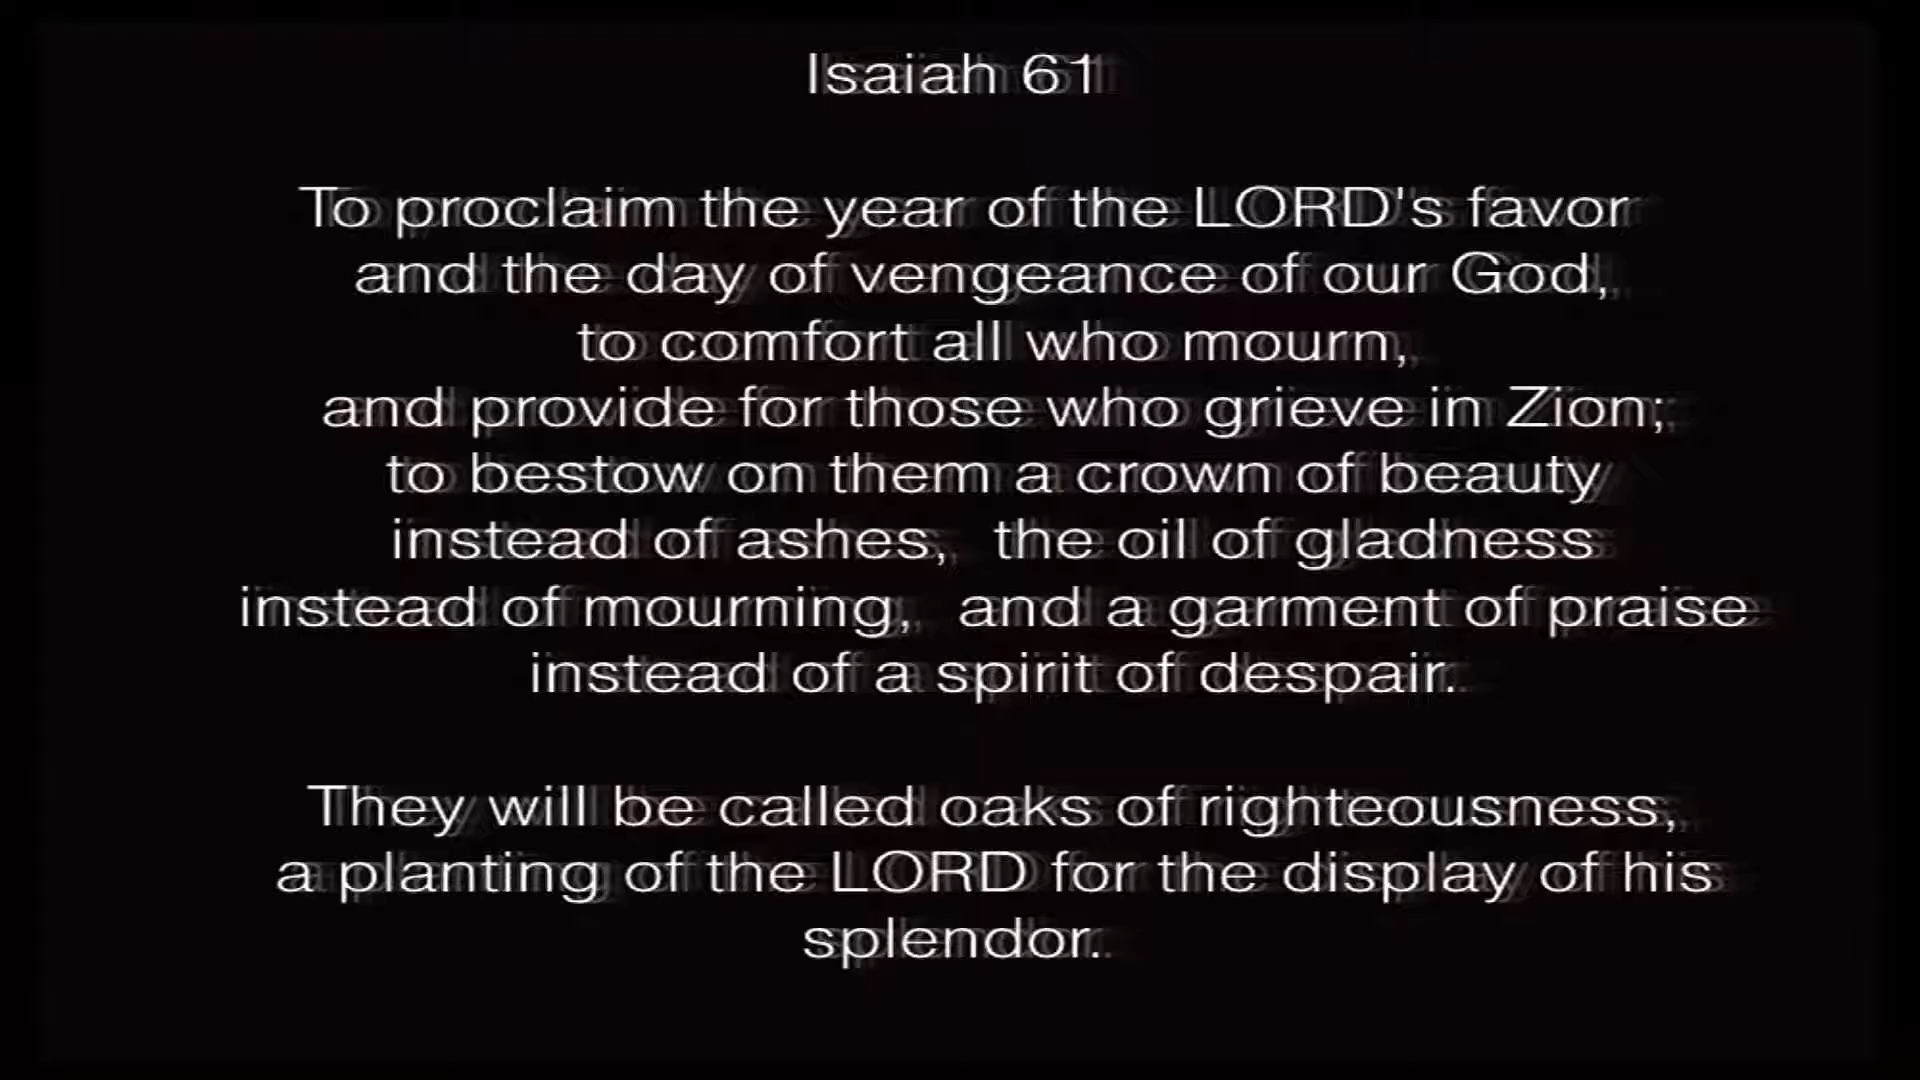 Isaiah 61
To proclaim the year of the LORD's favor
and the day of vengeance of our God,
to comfort all who mourn,
and provide for those who grieve in Zion;
to bestow on them a crown of beauty
instead of ashes, the oil of gladness
instead of mourning, and a garment of praise
instead of a spirit of despair.
They will be called oaks of righteousness,
a planting of the LORD for the display of his
splendor.